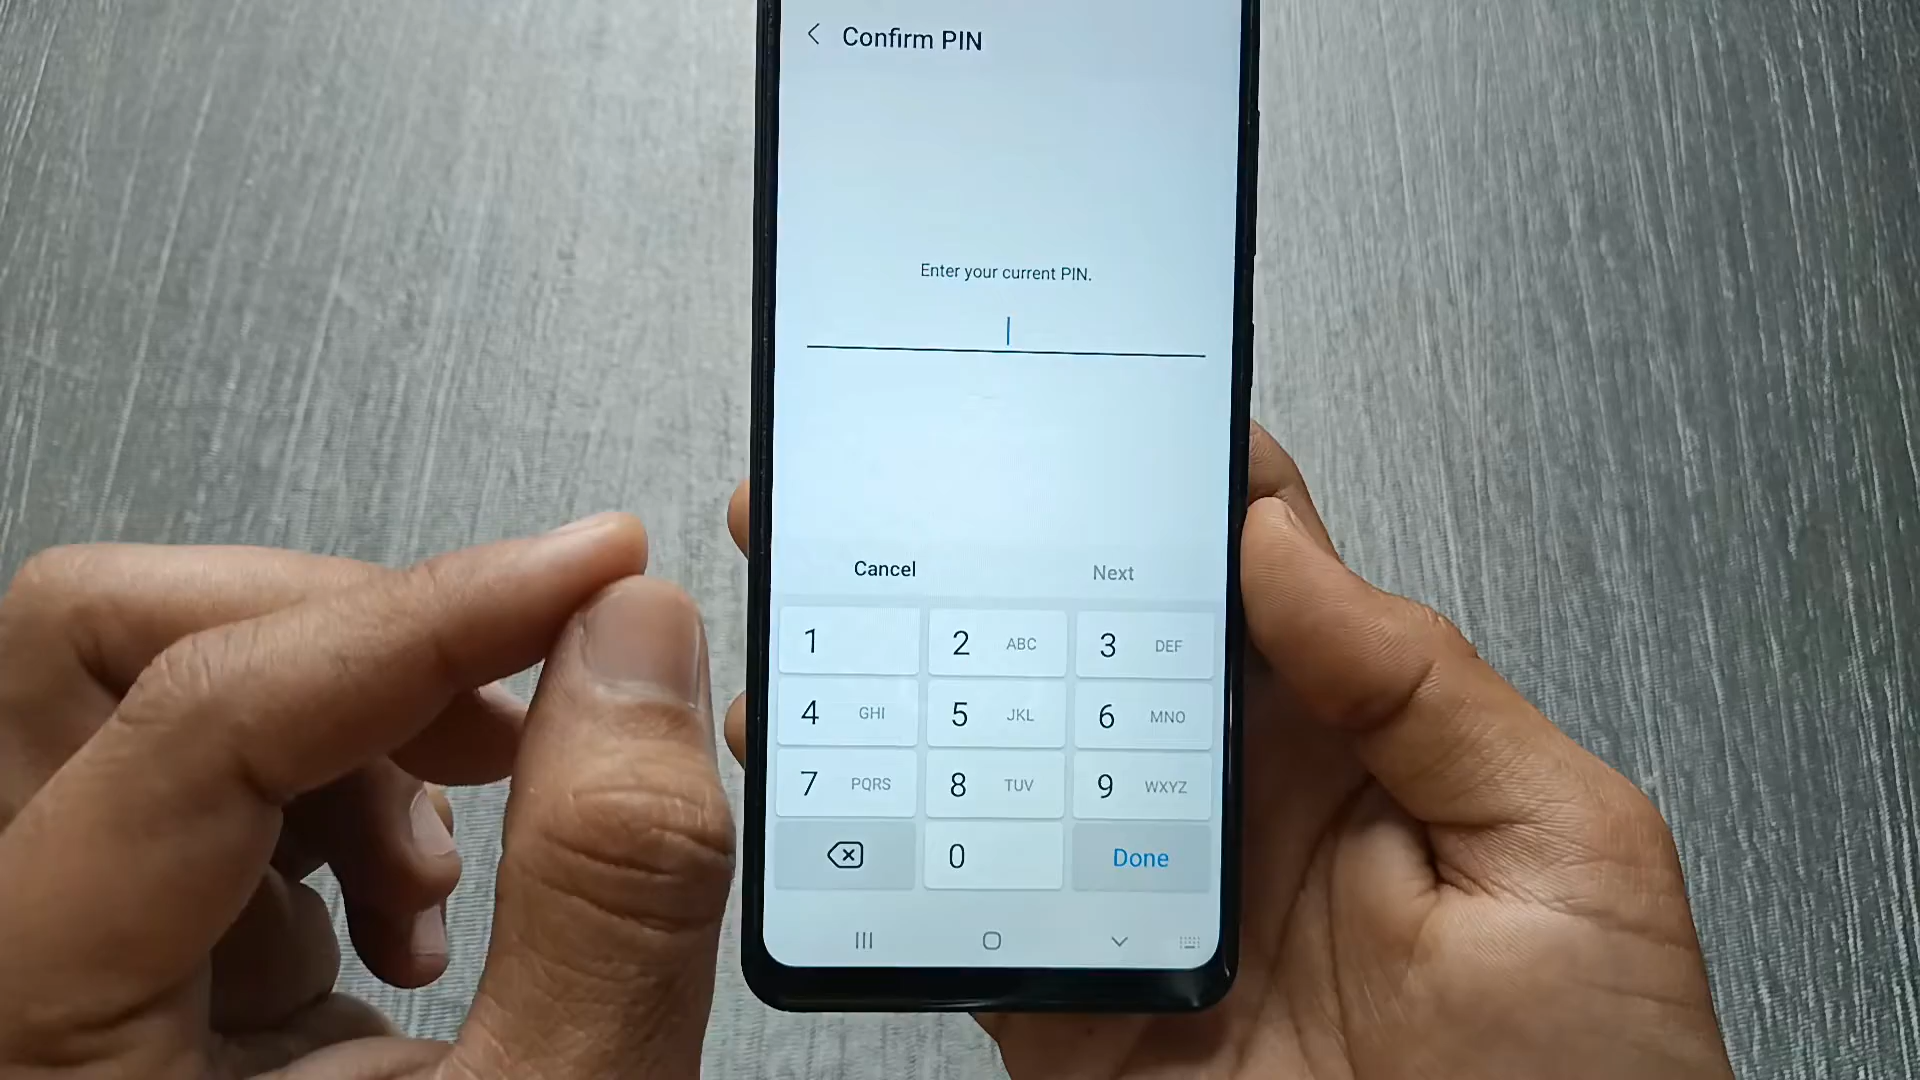 Confirm PIN
Enter your current PIN.
Cancel Next
1 2 ABC 3 DEF
4 GHI 5 JKL 6 MNO
7 PQRS 8 TUV 9 WXYZ
0 Done